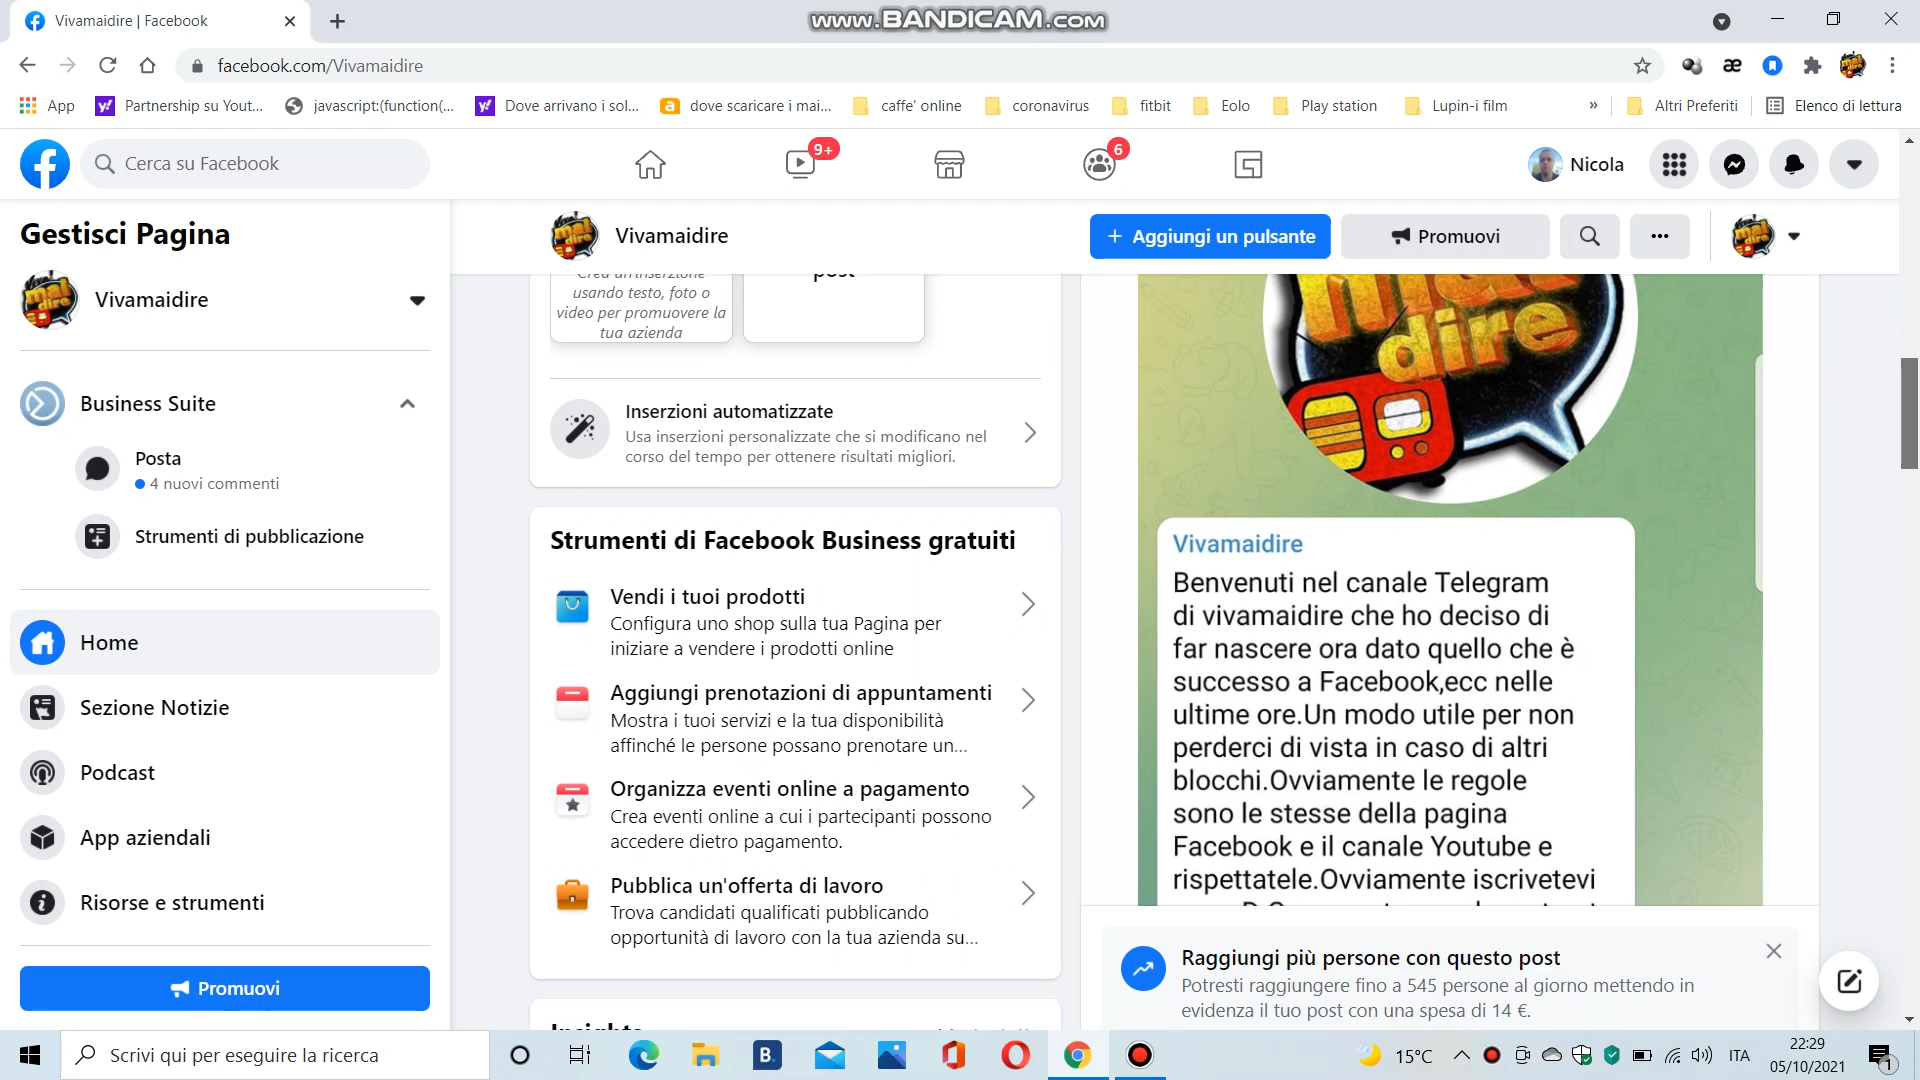 Vivamaidire | Facebook
www.BANDICAM.com
facebook.com/Vivamaidire
App
Partnership su Yout...
javascript:(function(...
Dove arrivano i sol...
dove scaricare i mai...
caffe' online
coronavirus
fitbit
Eolo
Play station
Lupin-i film
»
Altri Preferiti
Elenco di lettura
Cerca su Facebook
9+
6
Nicola
Gestisci Pagina
Vivamaidire
Business Suite
Posta
4 nuovi commenti
Strumenti di pubblicazione
Home
Sezione Notizie
Podcast
App aziendali
Risorse e strumenti
Promuovi
Vivamaidire
+ Aggiungi un pulsante
Promuovi
Crea un'inserzione
usando testo, foto o
video per promuovere la
tua azienda
post
Inserzioni automatizzate
Usa inserzioni personalizzate che si modificano nel
corso del tempo per ottenere risultati migliori.
Strumenti di Facebook Business gratuiti
Vendi i tuoi prodotti
Configura uno shop sulla tua Pagina per
iniziare a vendere i prodotti online
Aggiungi prenotazioni di appuntamenti
Mostra i tuoi servizi e la tua disponibilità
affinché le persone possano prenotare un...
Organizza eventi online a pagamento
Crea eventi online a cui i partecipanti possono
accedere dietro pagamento.
Pubblica un'offerta di lavoro
Trova candidati qualificati pubblicando
opportunità di lavoro con la tua azienda su...
Insights
mai
dire
Vivamaidire
Benvenuti nel canale Telegram
di vivamaidire che ho deciso di
far nascere ora dato quello che è
successo a Facebook,ecc nelle
ultime ore.Un modo utile per non
perderci di vista in caso di altri
blocchi.Ovviamente le regole
sono le stesse della pagina
Facebook e il canale Youtube e
rispettatele.Ovviamente iscrivetevi
Raggiungi più persone con questo post
Potresti raggiungere fino a 545 persone al giorno mettendo in
evidenza il tuo post con una spesa di 14 €.
Scrivi qui per eseguire la ricerca
B.
15°C
ITA
22:29
05/10/2021
1